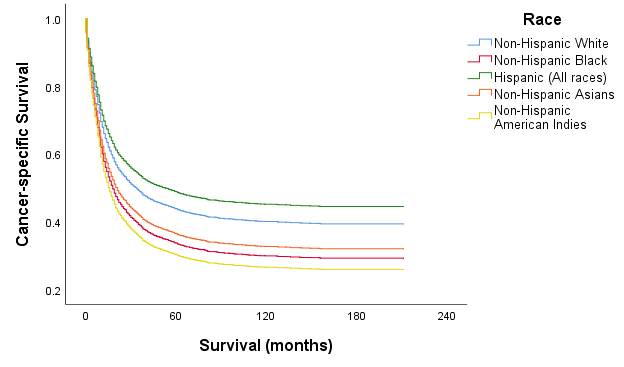 Race
Non-Hispanic White
Non-Hispanic Black
Hispanic (All races)
Non-Hispanic Asians
Non-Hispanic
American Indies
Cancer-specific Survival
1.0
0.8
0.6
0.4
0.2
0 60 120 180 240
Survival (months)